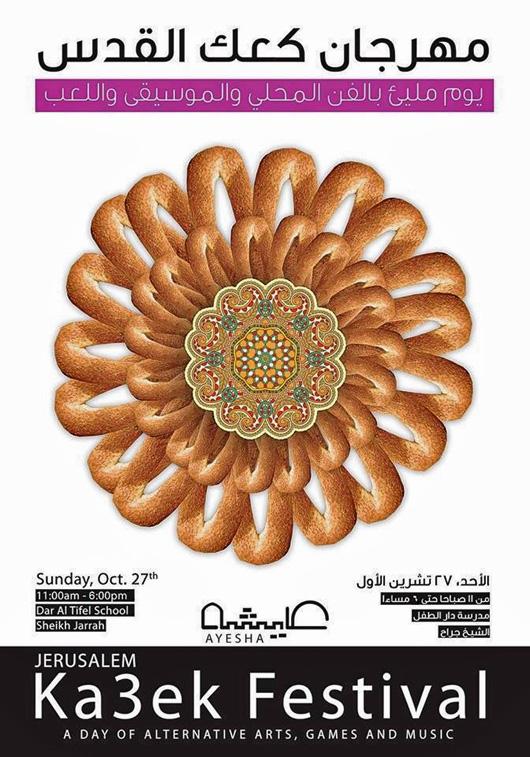 مهرجان كعك القدس
يوم مليئ بالفن المحلي والموسيقى واللعب
Sunday, Oct. 27th
11:00am - 6:00pm
Dar Al Tifel School
Sheikh Jarrah
عايشة
AYESHA
الأحد، ٢٧ تشرين الأول
من ١١ صباحا حتى ٦ مساءا
مدرسة دار الطفل
الشيخ جراح
JERUSALEM
Ka3ek Festival
A DAY OF ALTERNATIVE ARTS, GAMES AND MUSIC